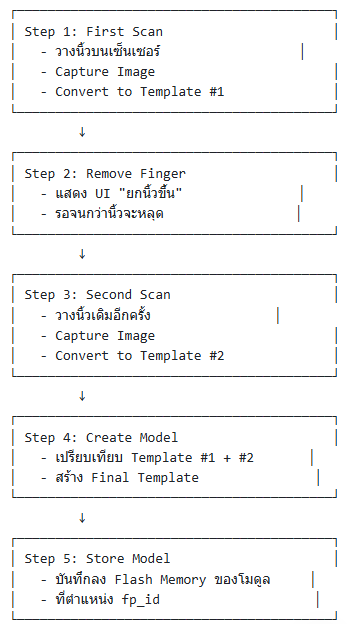 Step 1: First Scan
- วางนิ้วบนเซ็นเซอร์
- Capture Image
- Convert to Template #1
↓
Step 2: Remove Finger
- แสดง UI "ยกนิ้วขึ้น"
- รอจนกว่านิ้วจะหลุด
↓
Step 3: Second Scan
- วางนิ้วเดิมอีกครั้ง
- Capture Image
- Convert to Template #2
↓
Step 4: Create Model
- เปรียบเทียบ Template #1 + #2
- สร้าง Final Template
↓
Step 5: Store Model
- บันทึกลง Flash Memory ของโมดูล
- ที่ตำแหน่ง fp_id